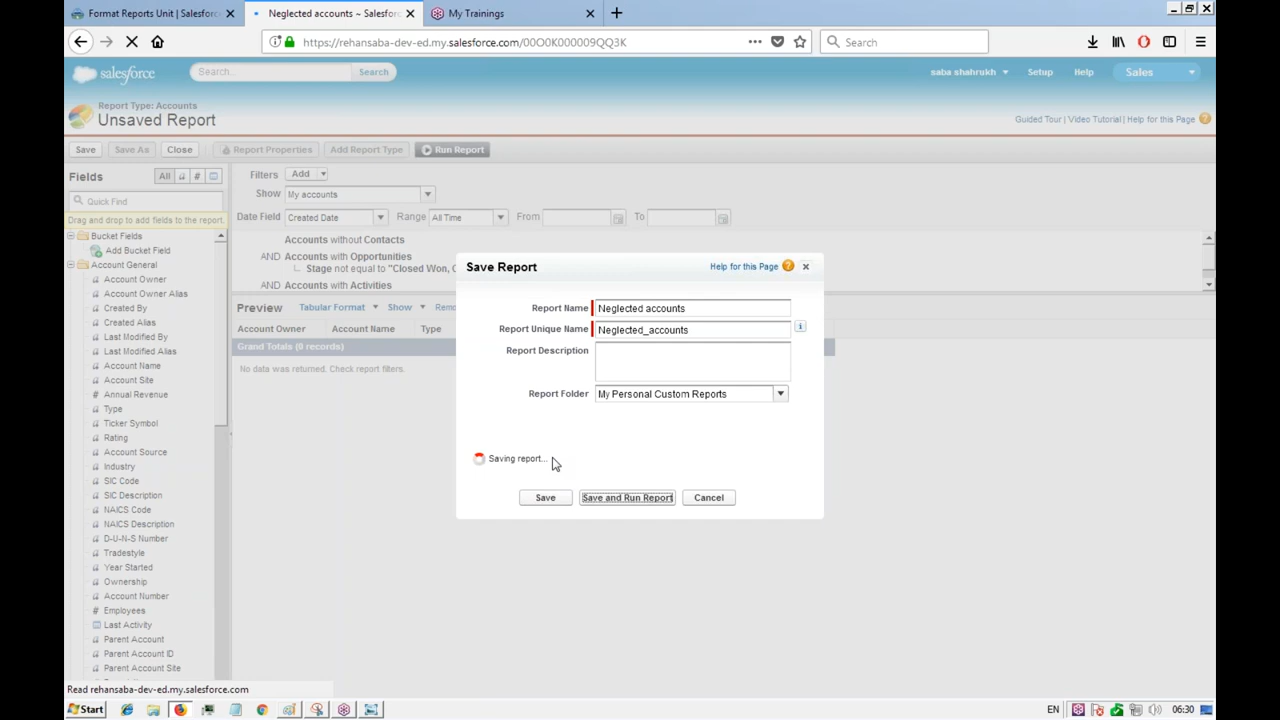 Format Reports Unit | Salesforc
Neglected accounts ~ Salesforc
My Trainings
https://rehansaba-dev-ed.my.salesforce.com/00O0K000009QQ3K
Search
salesforce
Search...
Search
saba shahrukh
Setup
Help
Sales
Report Type: Accounts
Unsaved Report
Guided Tour | Video Tutorial | Help for this Page
Save
Save As
Close
Report Properties
Add Report Type
Run Report
Fields
All
#
Quick Find
Drag and drop to add fields to the report.
Bucket Fields
Add Bucket Field
Account General
Account Owner
Account Owner Alias
Created By
Created Alias
Last Modified By
Last Modified Alias
Account Name
Account Site
# Annual Revenue
Type
Ticker Symbol
Rating
Account Source
Industry
SIC Code
SIC Description
NAICS Code
NAICS Description
D-U-N-S Number
Tradestyle
Year Started
Ownership
Account Number
# Employees
Last Activity
Parent Account
Parent Account ID
Parent Account Site
Filters
Add
Show
My accounts
Date Field
Created Date
Range
All Time
From
To
Accounts without Contacts
AND Accounts with Opportunities
Stage not equal to "Closed Won, C
AND Accounts with Activities
Preview
Tabular Format
Show
Remo
Account Owner
Account Name
Type
Grand Totals (0 records)
No data was returned. Check report filters.
Save Report
Help for this Page
Report Name
Neglected accounts
Report Unique Name
Neglected_accounts
Report Description
Report Folder
My Personal Custom Reports
Saving report...
Save
Save and Run Report
Cancel
Read rehansaba-dev-ed.my.salesforce.com
Start
EN
06:30